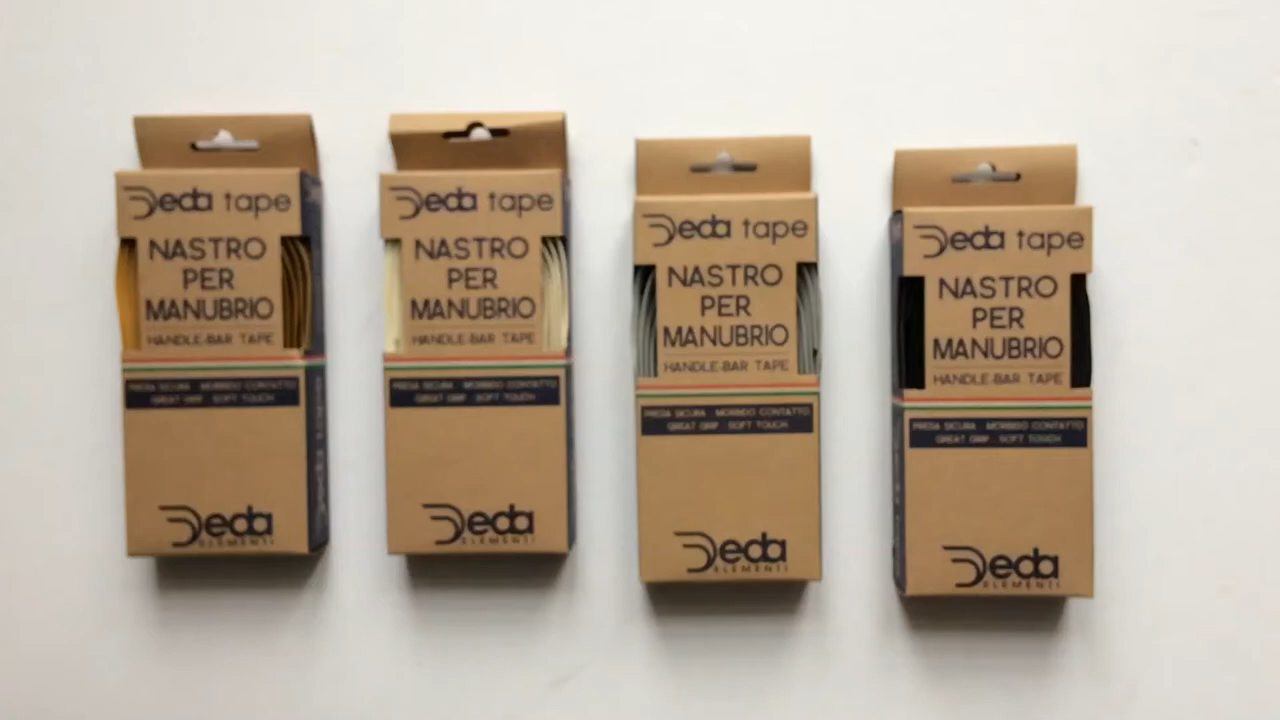 Deda tape
NASTRO
PER
MANUBRIO
HANDLE-BAR TAPE
PRESA SICURA · MORBIDO CONTATTO
GREAT GRIP · SOFT TOUCH
Deda
ELEMENTI
Deda tape
NASTRO
PER
MANUBRIO
HANDLE-BAR TAPE
PRESA SICURA · MORBIDO CONTATTO
GREAT GRIP · SOFT TOUCH
Deda
ELEMENTI
Deda tape
NASTRO
PER
MANUBRIO
HANDLE-BAR TAPE
PRESA SICURA · MORBIDO CONTATTO
GREAT GRIP · SOFT TOUCH
Deda
ELEMENTI
Deda tape
NASTRO
PER
MANUBRIO
HANDLE-BAR TAPE
PRESA SICURA · MORBIDO CONTATTO
GREAT GRIP · SOFT TOUCH
Deda
ELEMENTI